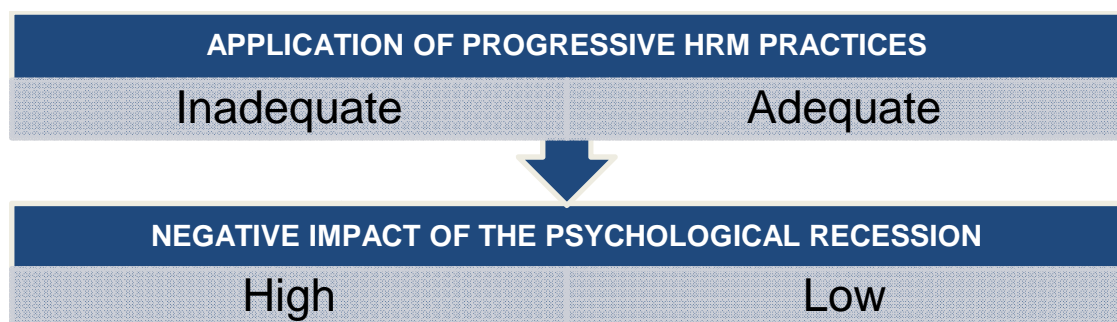 APPLICATION OF PROGRESSIVE HRM PRACTICES
Inadequate Adequate
NEGATIVE IMPACT OF THE PSYCHOLOGICAL RECESSION
High Low